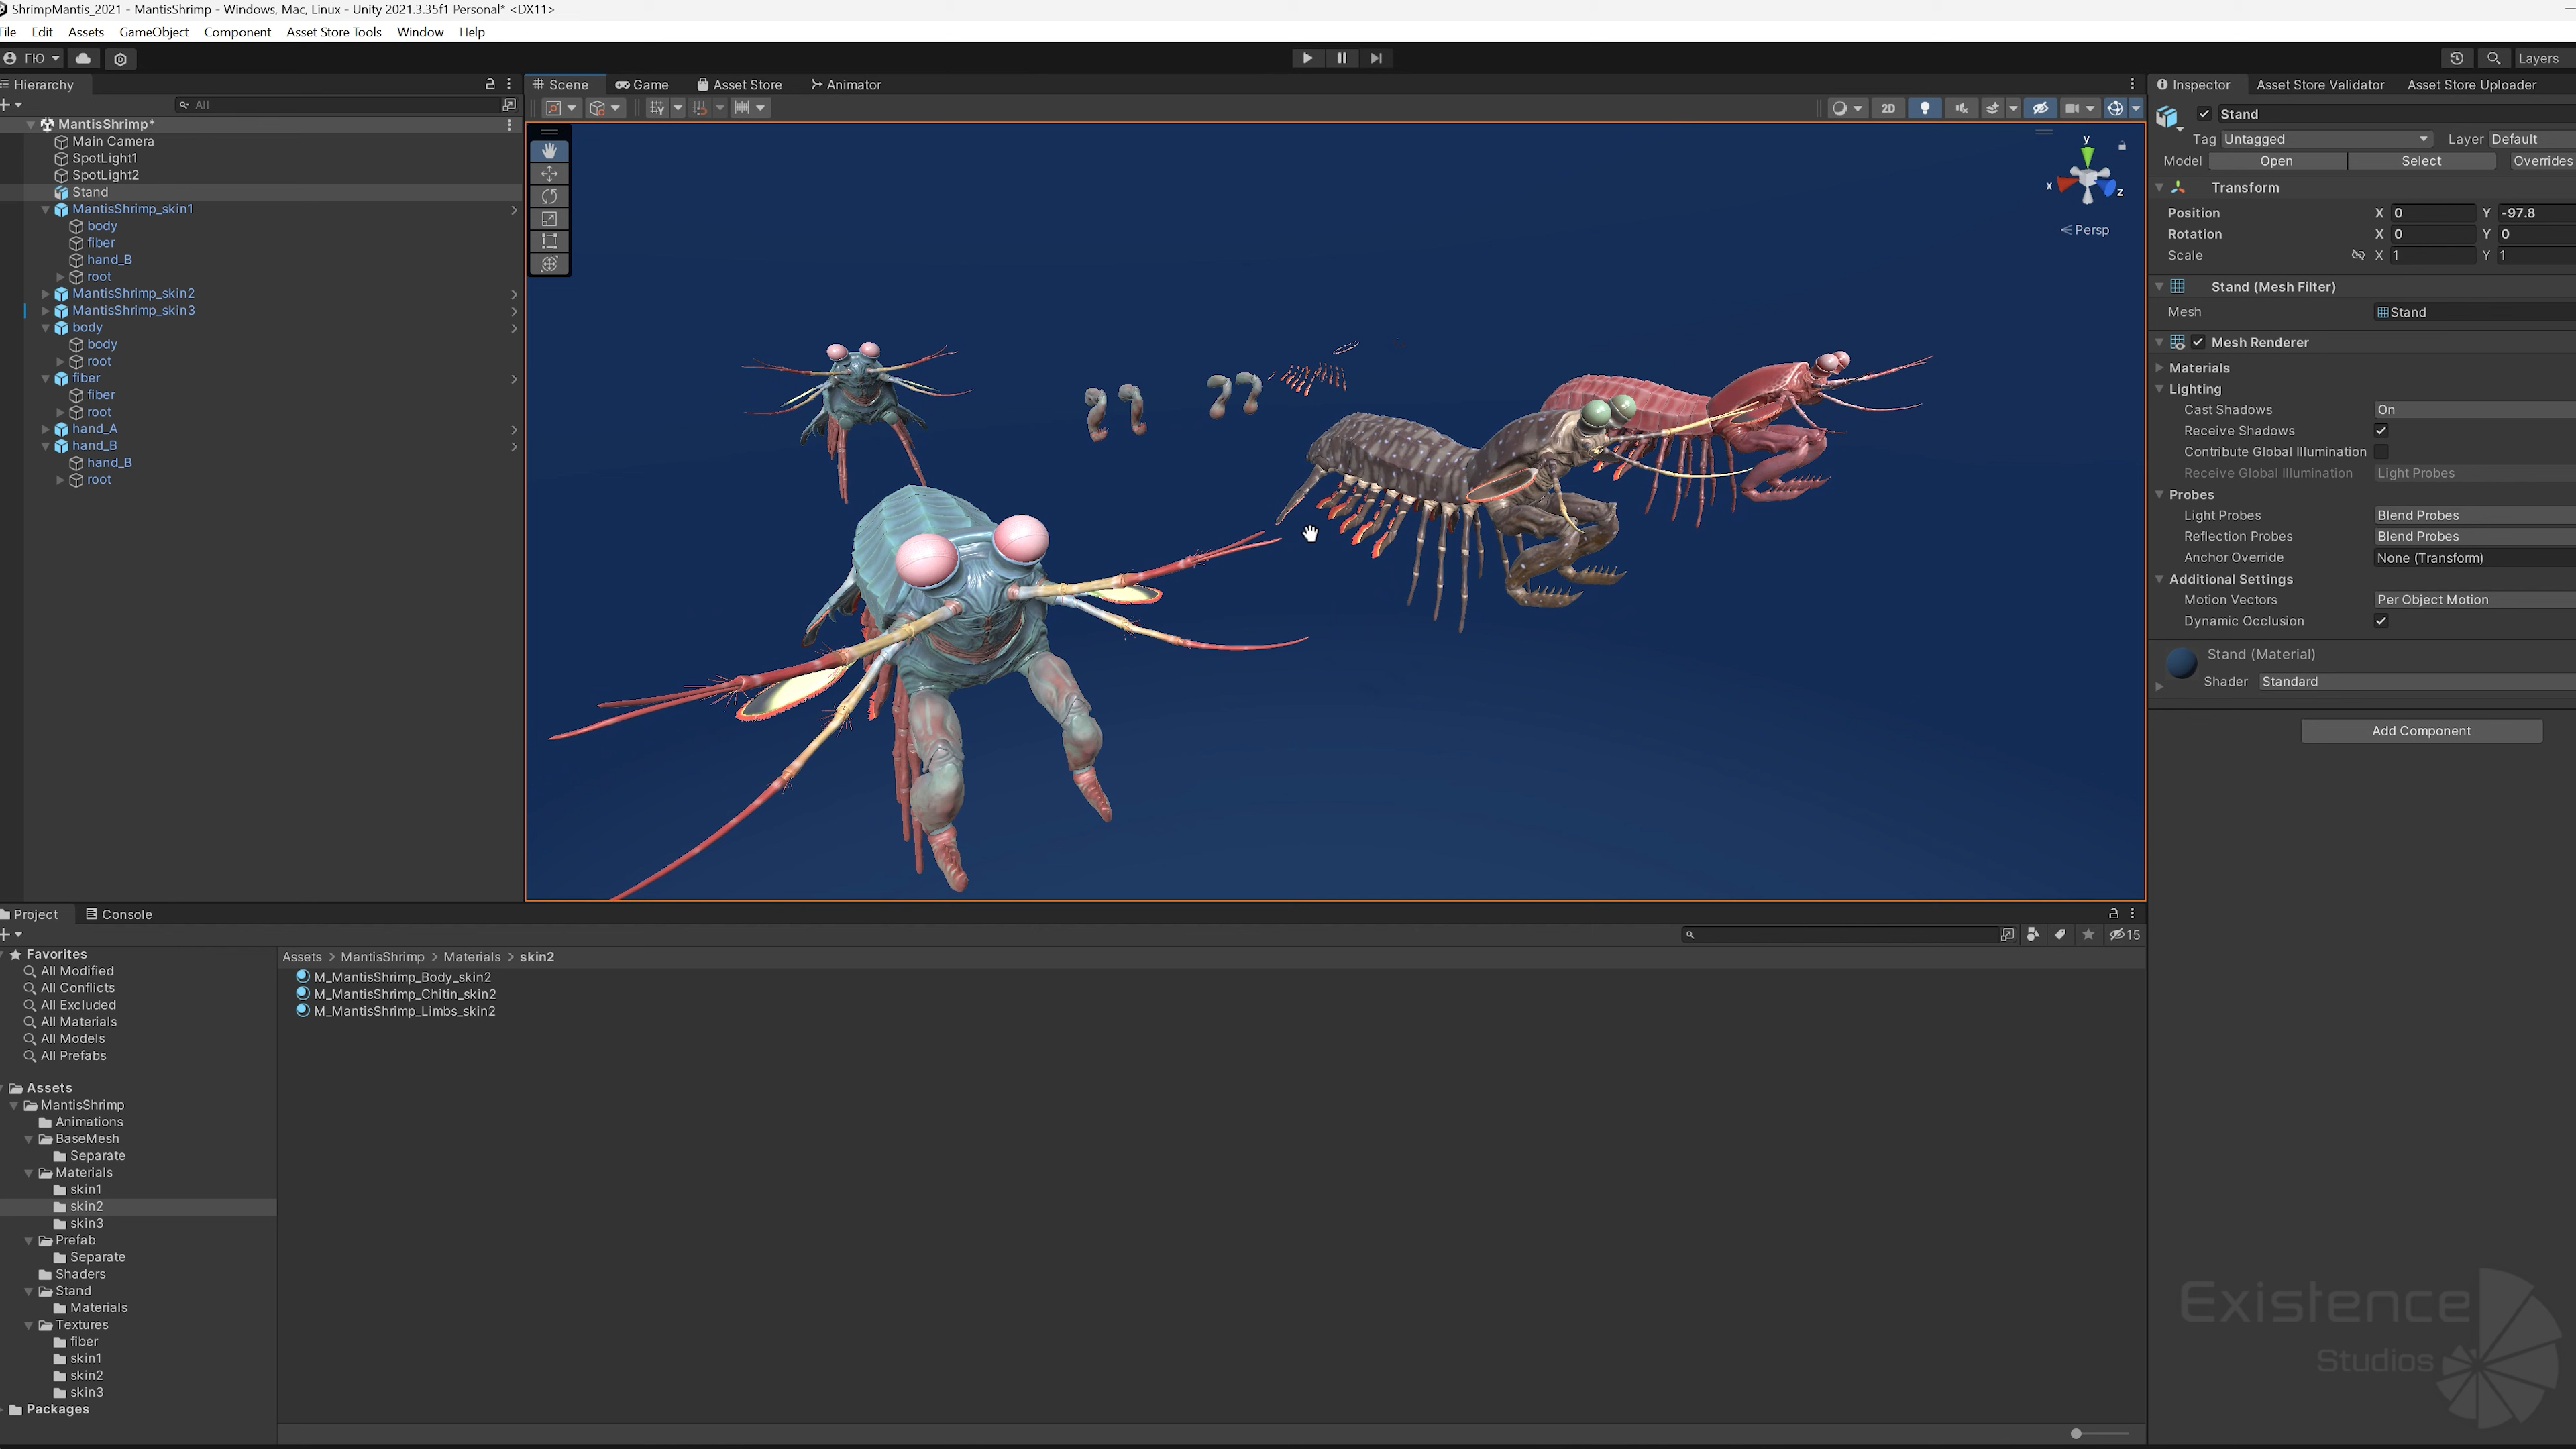 ShrimpMantis_2021 - MantisShrimp - Windows, Mac, Linux - Unity 2021.3.35f1 Personal* <DX11>
File Edit Assets GameObject Component Asset Store Tools Window Help
ГЮ
Layers
Hierarchy
All
MantisShrimp*
Main Camera
SpotLight1
SpotLight2
Stand
MantisShrimp_skin1
body
fiber
hand_B
root
MantisShrimp_skin2
MantisShrimp_skin3
body
body
root
fiber
fiber
root
hand_A
hand_B
hand_B
root
Scene Game Asset Store Animator
2D
y
x
z
Persp
Inspector Asset Store Validator Asset Store Uploader
Stand
Tag Untagged Layer Default
Model Open Select Overrides
Transform
Position X 0 Y -97.8
Rotation X 0 Y 0
Scale X 1 Y 1
Stand (Mesh Filter)
Mesh Stand
Mesh Renderer
Materials
Lighting
Cast Shadows On
Receive Shadows
Contribute Global Illumination
Receive Global Illumination Light Probes
Probes
Light Probes Blend Probes
Reflection Probes Blend Probes
Anchor Override None (Transform)
Additional Settings
Motion Vectors Per Object Motion
Dynamic Occlusion
Stand (Material)
Shader Standard
Add Component
Project Console
15
Favorites
All Modified
All Conflicts
All Excluded
All Materials
All Models
All Prefabs
Assets
MantisShrimp
Animations
BaseMesh
Separate
Materials
skin1
skin2
skin3
Prefab
Separate
Shaders
Stand
Materials
Textures
fiber
skin1
skin2
skin3
Packages
Assets > MantisShrimp > Materials > skin2
M_MantisShrimp_Body_skin2
M_MantisShrimp_Chitin_skin2
M_MantisShrimp_Limbs_skin2
Existence
Studios